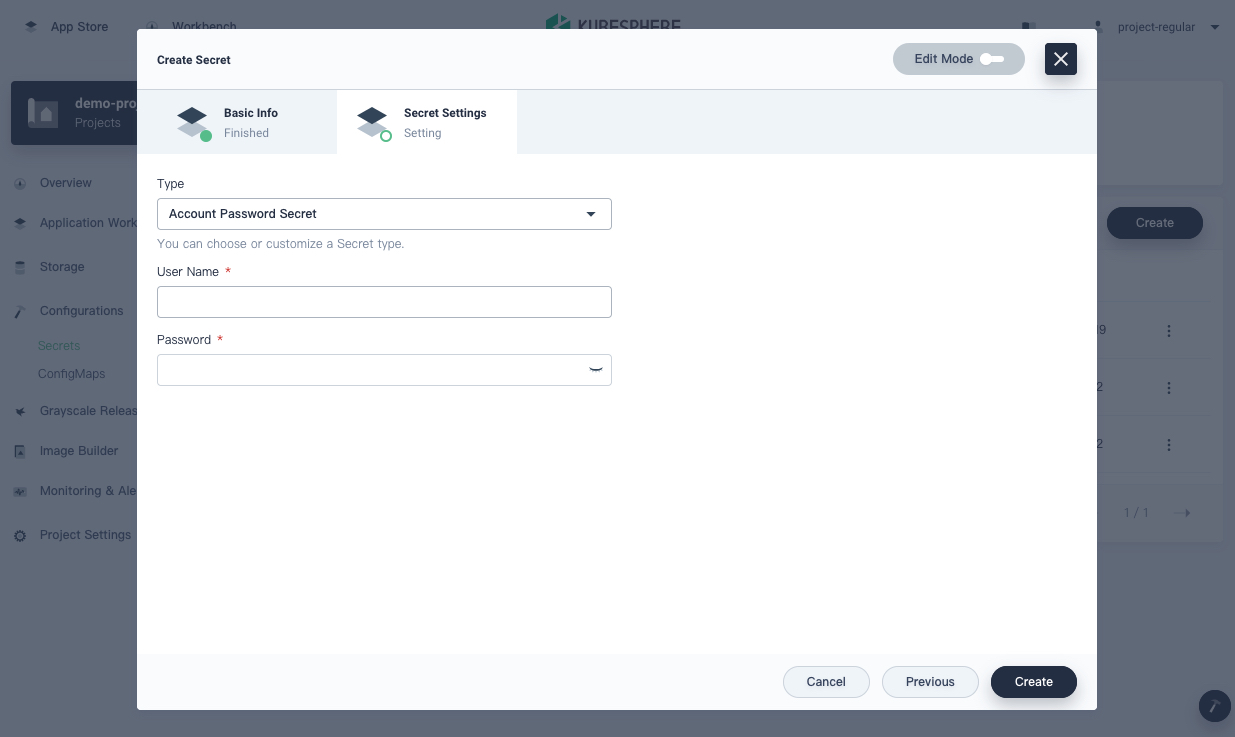 App Store
Workbench
KUBESPHERE
project-regular
Create Secret
Edit Mode
demo-pro
Projects
Basic Info
Finished
Secret Settings
Setting
Overview
Application Work
Storage
Configurations
Secrets
ConfigMaps
Grayscale Releas
Image Builder
Monitoring & Ale
Project Settings
Type
Account Password Secret
You can choose or customize a Secret type.
User Name *
Password *
Create
9
2
2
1 / 1
Cancel
Previous
Create